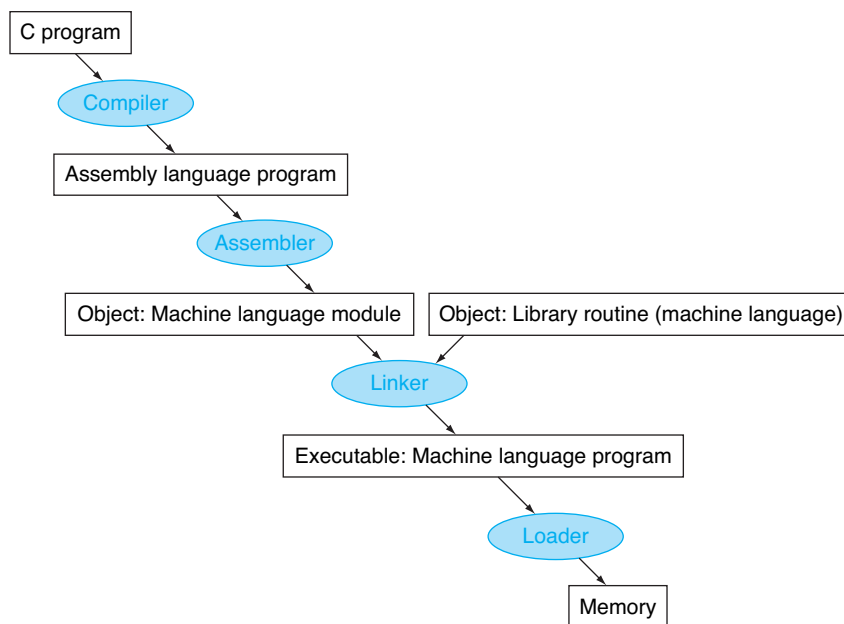 C program
Compiler
Assembly language program
Assembler
Object: Machine language module
Object: Library routine (machine language)
Linker
Executable: Machine language program
Loader
Memory